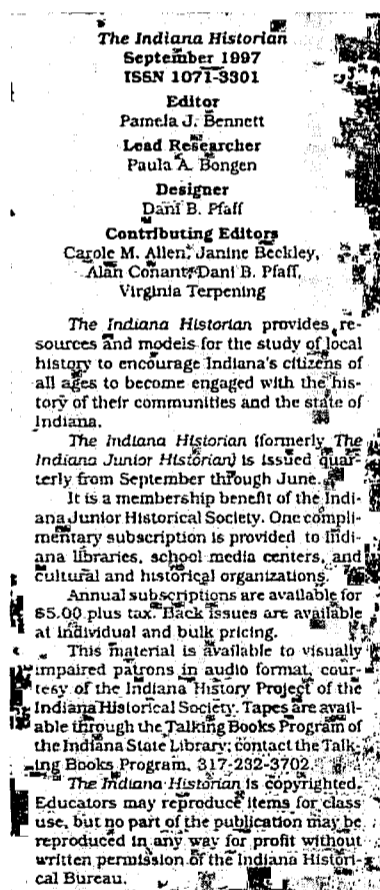 The Indiana Historian
September 1997
ISSN 1071-3301
Editor
Pamela J. Bennett
Lead Researcher
Paula A. Bongen
Designer
Dani B. Pfaff
Contributing Editors
Carole M. Allen, Janine Beckley,
Alan Conant, Dani B. Pfaff,
Virginia Terpening
The Indiana Historian provides re-
sources and models for the study of local
history to encourage Indiana's citizens of
all ages to become engaged with the his-
tory of their communities and the state of
Indiana.
The Indiana Historian (formerly The
Indiana Junior Historian) is issued quar-
terly from September through June.
It is a membership benefit of the Indi-
ana Junior Historical Society. One compli-
mentary subscription is provided to Indi-
ana libraries, school media centers, and
cultural and historical organizations.
Annual subscriptions are available for
$5.00 plus tax. Back issues are available
at individual and bulk pricing.
This material is available to visually
impaired patrons in audio format, cour-
tesy of the Indiana History Project of the
Indiana Historical Society. Tapes are avail-
able through the Talking Books Program of
the Indiana State Library; contact the Talk-
ing Books Program, 317-232-3702.
The Indiana Historian is copyrighted.
Educators may reproduce items for class
use, but no part of the publication may be
reproduced in any way for profit without
written permission of the Indiana Histori-
cal Bureau.